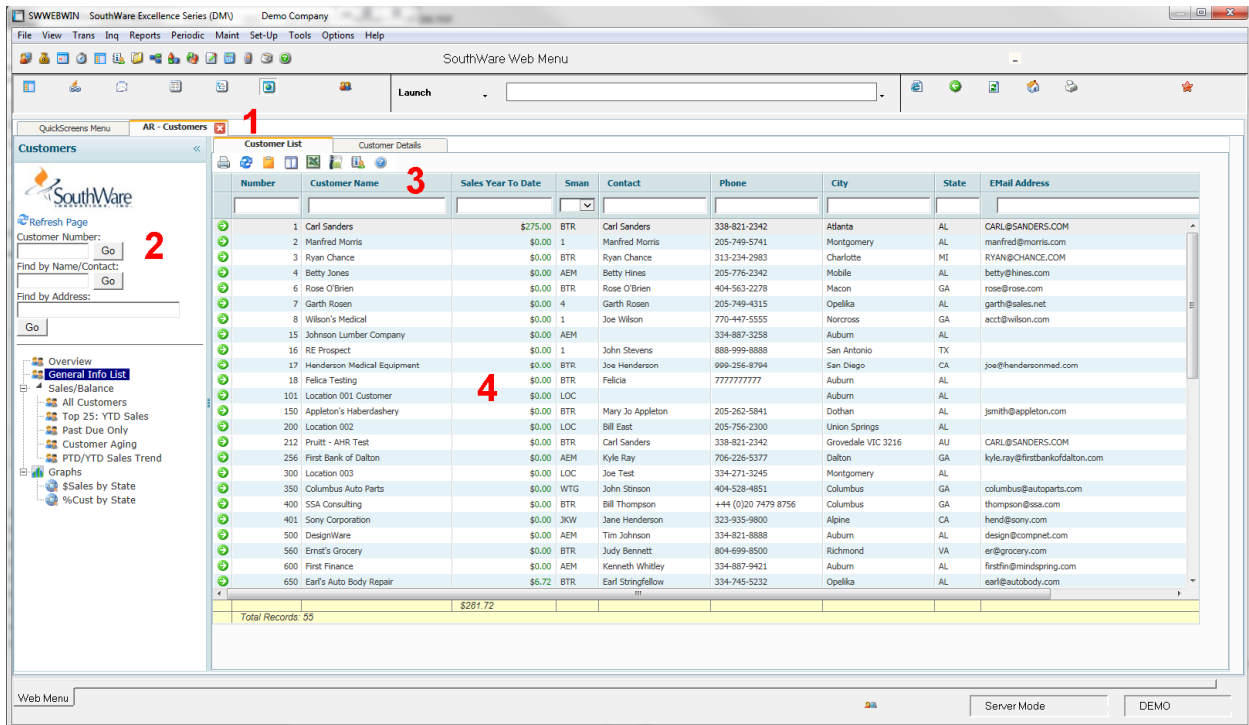 SWWEBWIN SouthWare Excellence Series (DM\) Demo Company
File View Trans Inq Reports Periodic Maint Set-Up Tools Options Help
SouthWare Web Menu
Launch
QuickScreens Menu AR - Customers 1
Customers «
SouthWare
INNOVATIONS, INC.
Refresh Page
Customer Number:
Go 2
Find by Name/Contact:
Go
Find by Address:
Go
Overview
General Info List
Sales/Balance
All Customers
Top 25: YTD Sales
Past Due Only
Customer Aging
PTD/YTD Sales Trend
Graphs
$Sales by State
%Cust by State
Customer List Customer Details
3
Number Customer Name Sales Year To Date Sman Contact Phone City State EMail Address
1 Carl Sanders $275.00 BTR Carl Sanders 338-821-2342 Atlanta AL CARL@SANDERS.COM
2 Manfred Morris $0.00 1 Manfred Morris 205-749-5741 Montgomery AL manfred@morris.com
3 Ryan Chance $0.00 BTR Ryan Chance 313-234-2983 Charlotte MI RYAN@CHANCE.COM
4 Betty Jones $0.00 AEM Betty Hines 205-776-2342 Mobile AL betty@hines.com
6 Rose O'Brien $0.00 BTR Rose O'Brien 404-563-2278 Macon GA rose@rose.com
7 Garth Rosen $0.00 4 Garth Rosen 205-749-4315 Opelika AL garth@sales.net
8 Wilson's Medical $0.00 1 Joe Wilson 770-447-5555 Norcross GA acct@wilson.com
15 Johnson Lumber Company $0.00 AEM 334-887-3258 Auburn AL
16 RE Prospect $0.00 1 John Stevens 888-999-8888 San Antonio TX
17 Henderson Medical Equipment $0.00 BTR Joe Henderson 999-256-8794 San Diego CA joe@hendersonmed.com
18 Felica Testing $0.00 BTR Felicia 7777777777 Auburn AL
4
101 Location 001 Customer $0.00 LOC Auburn AL
150 Appleton's Haberdashery $0.00 BTR Mary Jo Appleton 205-262-5841 Dothan AL jsmith@appleton.com
200 Location 002 $0.00 LOC Bill East 205-756-2300 Union Springs AL
212 Pruitt - AHR Test $0.00 BTR Carl Sanders 338-821-2342 Grovedale VIC 3216 AU CARL@SANDERS.COM
256 First Bank of Dalton $0.00 AEM Kyle Ray 706-226-5377 Dalton GA kyle.ray@firstbankofdalton.com
300 Location 003 $0.00 LOC Joe Test 334-271-3245 Montgomery AL
350 Columbus Auto Parts $0.00 WTG John Stinson 404-528-4851 Columbus GA columbus@autoparts.com
400 SSA Consulting $0.00 BTR Bill Thompson +44 (0)20 7479 8756 Columbus GA thompson@ssa.com
401 Sony Corporation $0.00 JKW Jane Henderson 323-935-9800 Alpine CA hend@sony.com
500 DesignWare $0.00 AEM Tim Johnson 334-821-8888 Auburn AL design@compnet.com
560 Ernst's Grocery $0.00 BTR Judy Bennett 804-699-8500 Richmond VA er@grocery.com
600 First Finance $0.00 AEM Kenneth Whitley 334-887-9421 Auburn AL firstfin@mindspring.com
650 Earl's Auto Body Repair $6.72 BTR Earl Stringfellow 334-745-5232 Opelika AL earl@autobody.com
$281.72
Total Records: 55
Web Menu Server Mode DEMO